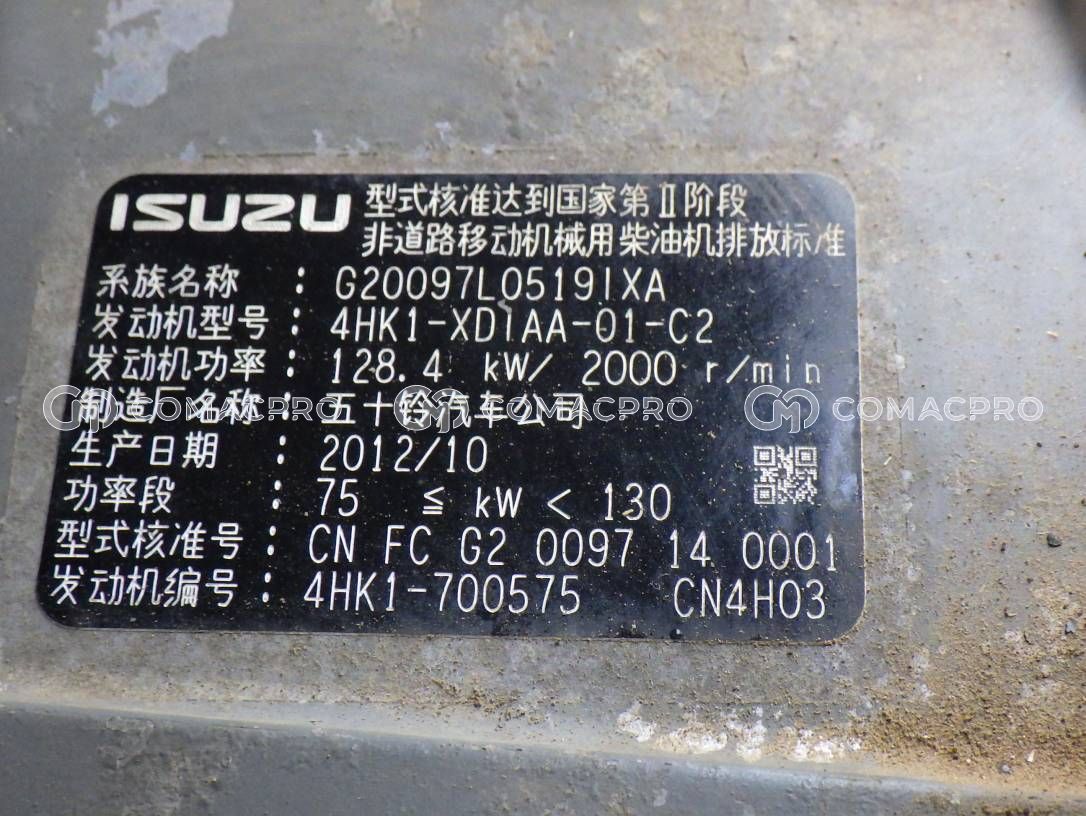 ISUZU 型式核准达到国家第Ⅱ阶段
非道路移动机械用柴油机排放标准
系族名称 : G20097L0519IXA
发动机型号 : 4HK1-XDIAA-01-C2
发动机功率 : 128.4 kW/ 2000 r/min
制造厂名称 : 五十铃汽车公司
COMACPRO COMACPRO COMACPRO
生产日期 : 2012/10
功率段 : 75 ≦ kW < 130
型式核准号 : CN FC G2 0097 14 0001
发动机编号 : 4HK1-700575 CN4H03